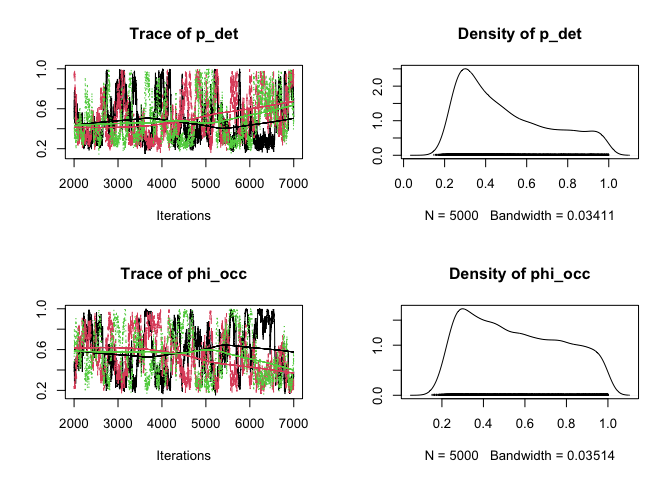 Trace of p_det
1.0
0.6
0.2
2000 3000 4000 5000 6000 7000
Iterations
Density of p_det
2.0
1.0
0.0
0.0 0.2 0.4 0.6 0.8 1.0
N = 5000 Bandwidth = 0.03411
Trace of phi_occ
1.0
0.6
0.2
2000 3000 4000 5000 6000 7000
Iterations
Density of phi_occ
1.0
0.0
0.2 0.4 0.6 0.8 1.0
N = 5000 Bandwidth = 0.03514